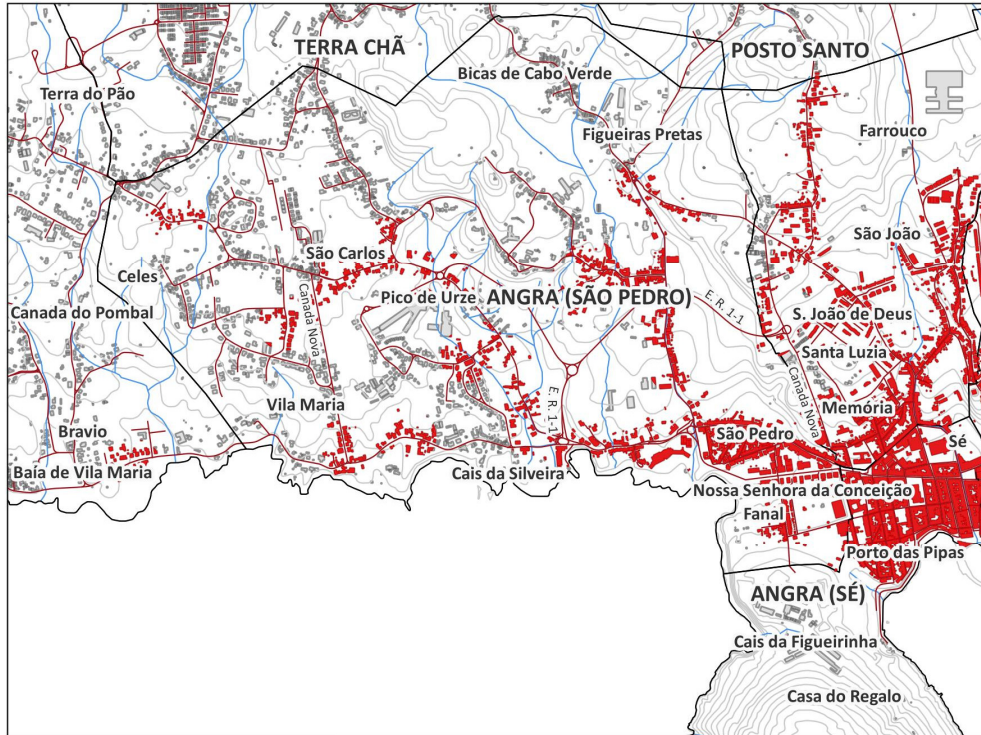 TERRA CHÃ
POSTO SANTO
Bicas de Cabo Verde
Terra do Pão
Figueiras Pretas
Farrouco
São João
São Carlos
Celes
Pico de Urze
ANGRA (SÃO PEDRO)
E. R. 1-1
Canada do Pombal
Canada Nova
S. João de Deus
Santa Luzia
Canada Nova
Vila Maria
E. R. 1-1
Memória
Bravio
São Pedro
Sé
Baía de Vila Maria
Cais da Silveira
Nossa Senhora da Conceição
Fanal
Porto das Pipas
ANGRA (SÉ)
Cais da Figueirinha
Casa do Regalo